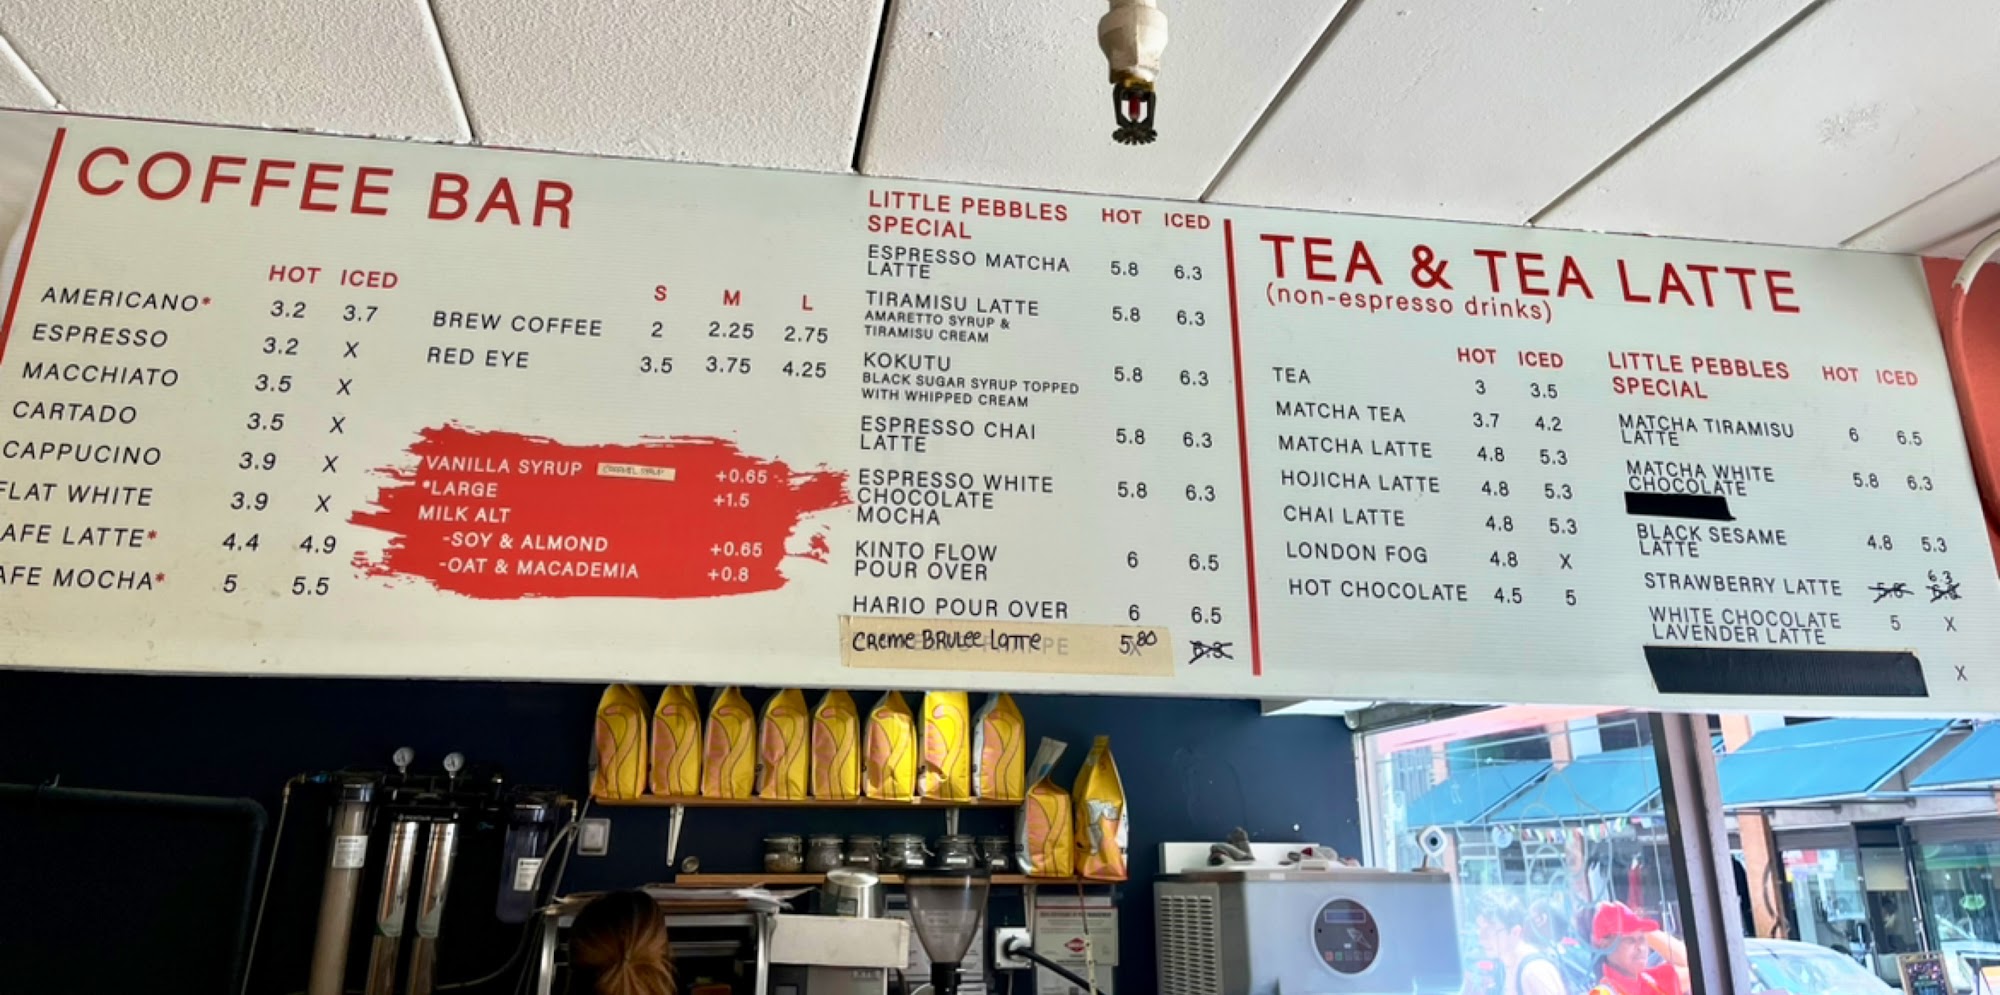 COFFEE BAR
HOT ICED
AMERICANO* 3.2 3.7
ESPRESSO 3.2 X
MACCHIATO 3.5 X
CARTADO 3.5 X
CAPPUCINO 3.9 X
FLAT WHITE 3.9 X
AFE LATTE* 4.4 4.9
AFE MOCHA* 5 5.5
S M L
BREW COFFEE 2 2.25 2.75
RED EYE 3.5 3.75 4.25
*VANILLA SYRUP CARAMEL SYRUP +0.65
*LARGE +1.5
MILK ALT
-SOY & ALMOND +0.65
-OAT & MACADEMIA +0.8
LITTLE PEBBLES HOT ICED
SPECIAL
ESPRESSO MATCHA 5.8 6.3
LATTE
TIRAMISU LATTE 5.8 6.3
AMARETTO SYRUP &
TIRAMISU CREAM
KOKUTU 5.8 6.3
BLACK SUGAR SYRUP TOPPED
WITH WHIPPED CREAM
ESPRESSO CHAI 5.8 6.3
LATTE
ESPRESSO WHITE 5.8 6.3
CHOCOLATE
MOCHA
KINTO FLOW 6 6.5
POUR OVER
HARIO POUR OVER 6 6.5
Creme BRULEE LATTE 5.80 6.3
TEA & TEA LATTE
(non-espresso drinks)
HOT ICED
TEA 3 3.5
MATCHA TEA 3.7 4.2
MATCHA LATTE 4.8 5.3
HOJICHA LATTE 4.8 5.3
CHAI LATTE 4.8 5.3
LONDON FOG 4.8 X
HOT CHOCOLATE 4.5 5
LITTLE PEBBLES HOT ICED
SPECIAL
MATCHA TIRAMISU 6 6.5
LATTE
MATCHA WHITE 5.8 6.3
CHOCOLATE
BLACK SESAME 4.8 5.3
LATTE
STRAWBERRY LATTE 5.8 6.3
WHITE CHOCOLATE 5 X
LAVENDER LATTE
X